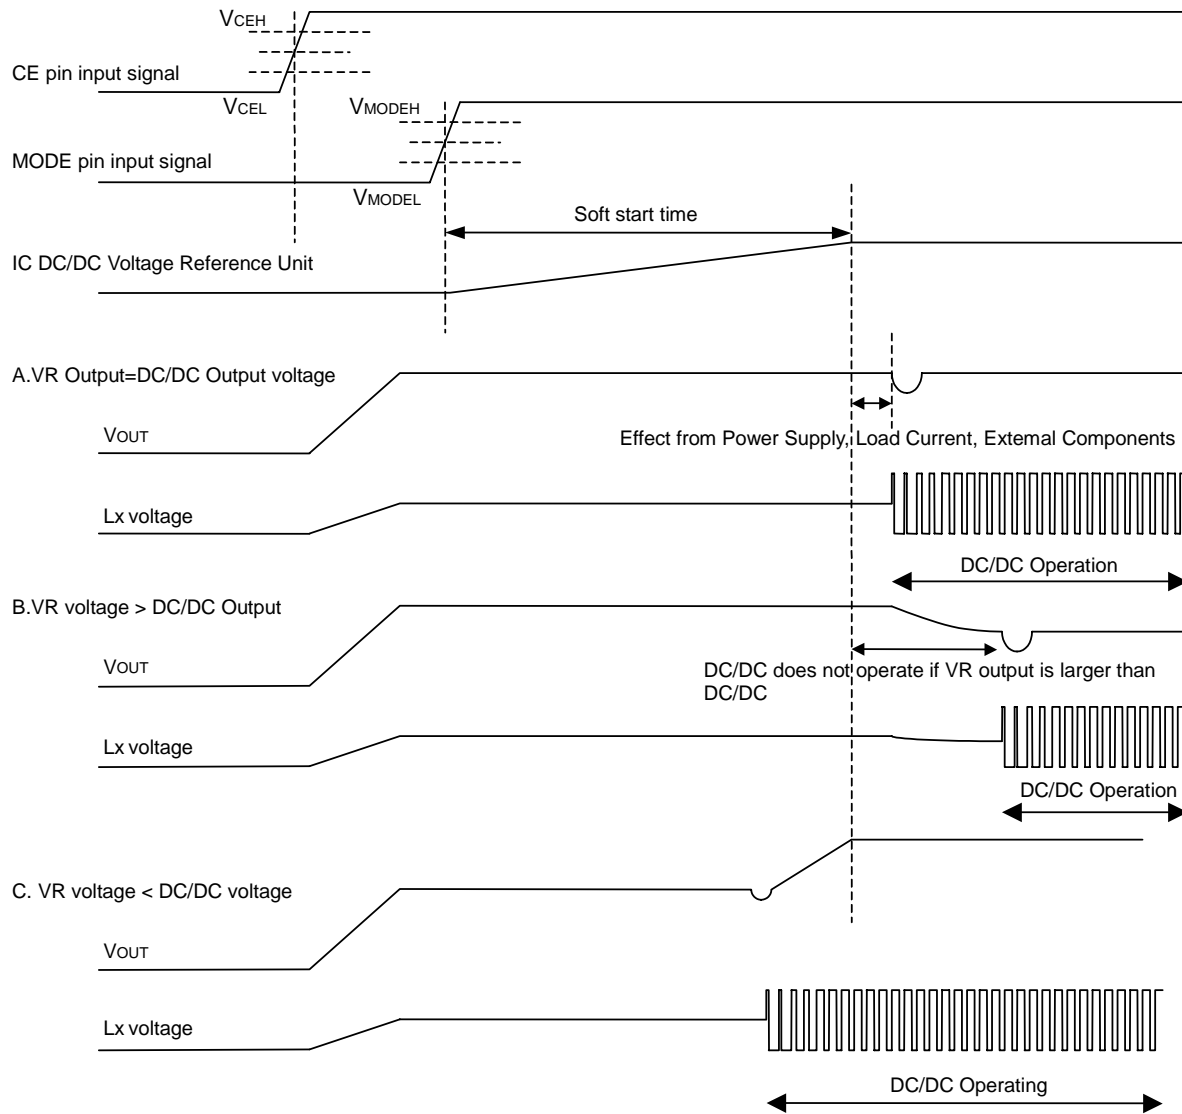 VCEH
CE pin input signal
VCEL
VMODEH
MODE pin input signal
VMODEL
Soft start time
IC DC/DC Voltage Reference Unit
A.VR Output=DC/DC Output voltage
VOUT
Effect from Power Supply, Load Current, External Components
Lx voltage
DC/DC Operation
B.VR voltage > DC/DC Output
VOUT
DC/DC does not operate if VR output is larger than
DC/DC
Lx voltage
DC/DC Operation
C. VR voltage < DC/DC voltage
VOUT
Lx voltage
DC/DC Operating